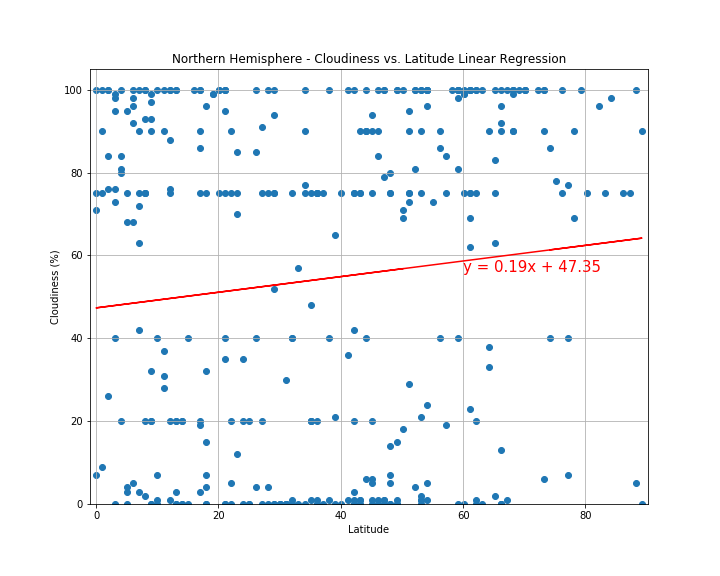 Northern Hemisphere - Cloudiness vs. Latitude Linear Regression
100
80
60
40
20
0
Cloudiness (%)
y = 0.19x + 47.35
0 20 40 60 80
Latitude